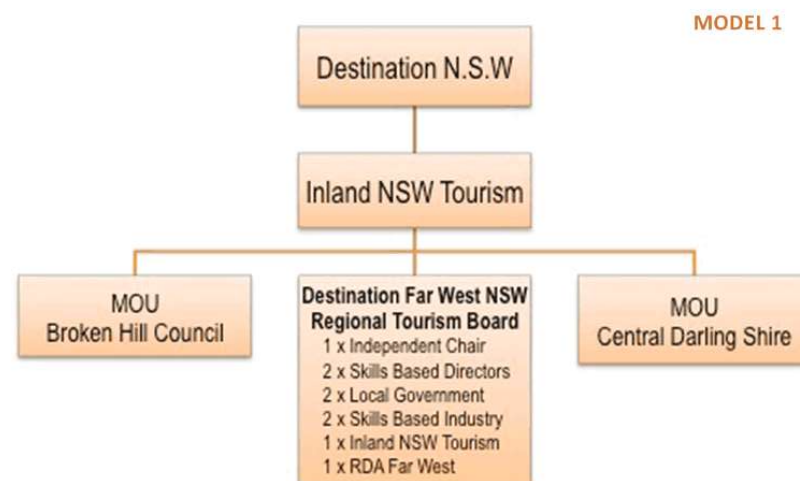 MODEL 1
Destination N.S.W
Inland NSW Tourism
MOU
Broken Hill Council
Destination Far West NSW
Regional Tourism Board
1 x Independent Chair
2 x Skills Based Directors
2 x Local Government
2 x Skills Based Industry
1 x Inland NSW Tourism
1 x RDA Far West
MOU
Central Darling Shire